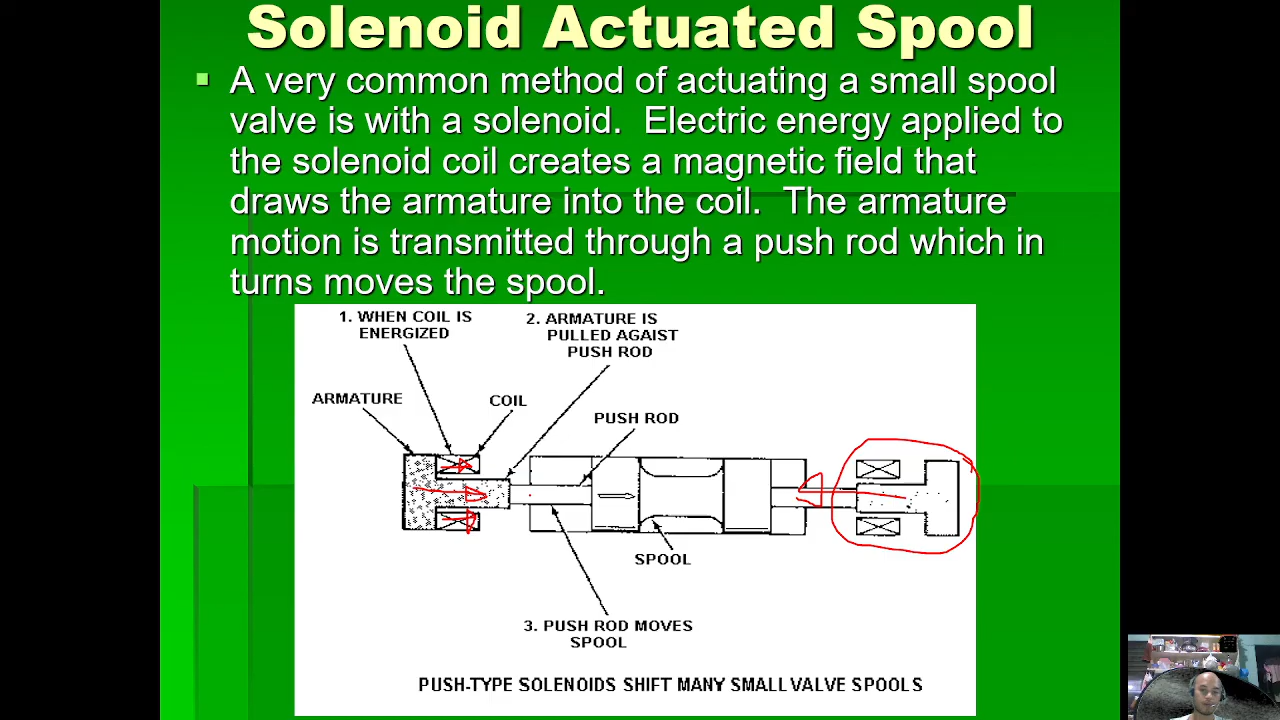 Solenoid Actuated Spool
▪ A very common method of actuating a small spool
valve is with a solenoid. Electric energy applied to
the solenoid coil creates a magnetic field that
draws the armature into the coil. The armature
motion is transmitted through a push rod which in
turns moves the spool.
1. WHEN COIL IS
ENERGIZED
2. ARMATURE IS
PULLED AGAIST
PUSH ROD
ARMATURE
COIL
PUSH ROD
SPOOL
3. PUSH ROD MOVES
SPOOL
PUSH-TYPE SOLENOIDS SHIFT MANY SMALL VALVE SPOOLS